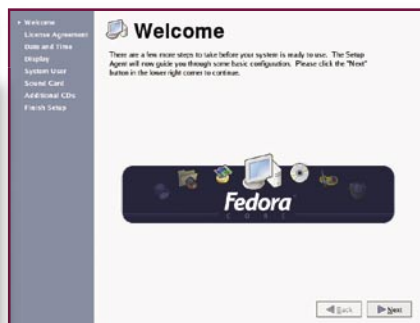 Welcome
License Agreement
Date and Time
Display
System User
Sound Card
Additional CDs
Finish Setup
Welcome
There are a few more steps to take before your system is ready to use. The Setup
Agent will now guide you through some basic configuration. Please click the "Next"
button in the lower right corner to continue.
Fedora
CORE
Back
Next